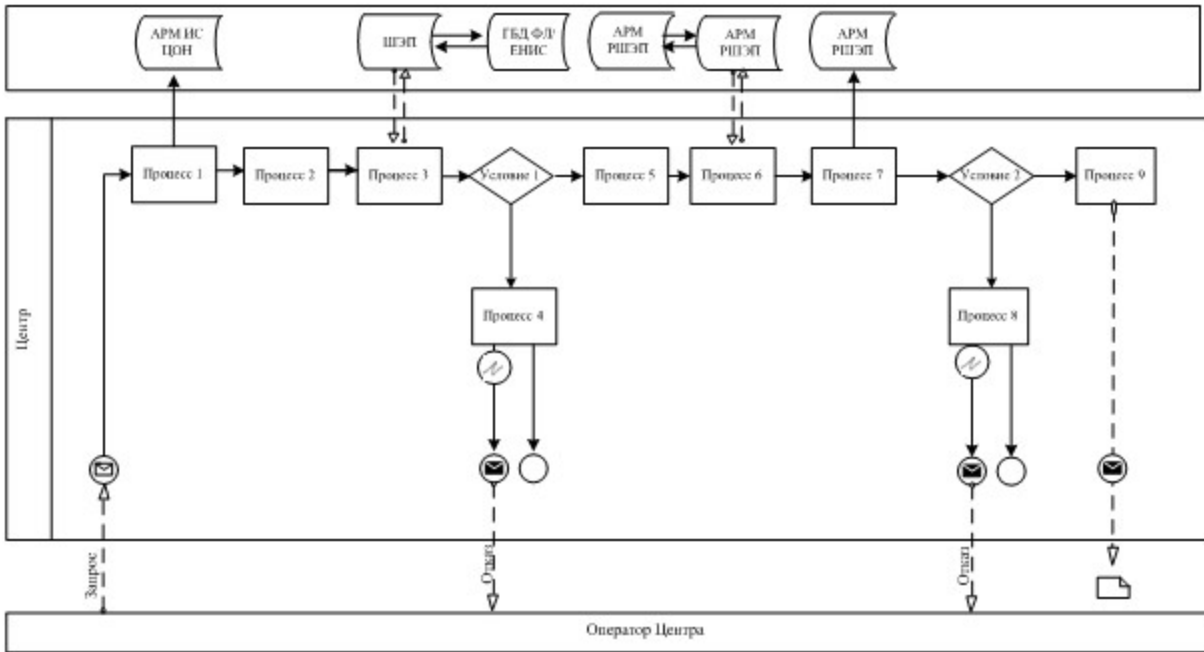 АРМ ИС
ЦОН
ШЭП
ГБД ФЛ/
ЕНИС
АРМ
РШЭП
АРМ
РШЭП
АРМ
РШЭП
Центр
Процесс 1
Процесс 2
Процесс 3
Условие 1
Процесс 5
Процесс 6
Процесс 7
Условие 2
Процесс 9
Процесс 4
Процесс 8
Запрос
Отказ
Отказ
Оператор Центра